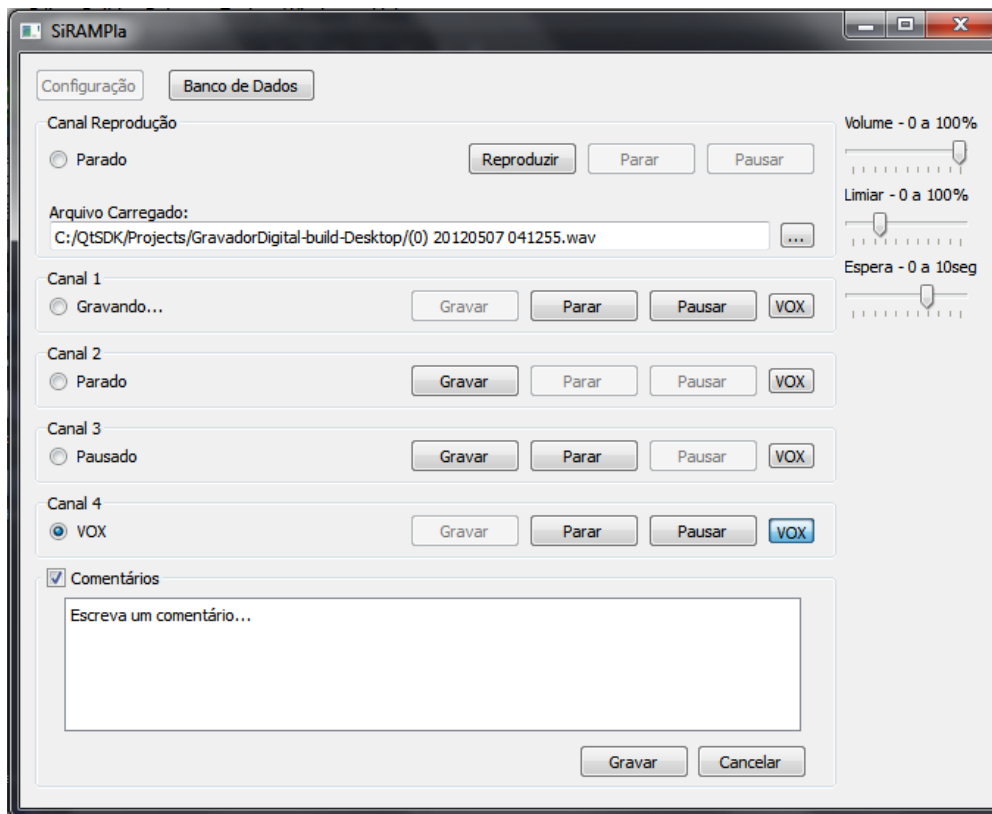 SiRAMPla
Configuração Banco de Dados
Canal Reprodução
Parado Reproduzir Parar Pausar
Arquivo Carregado:
C:/QtSDK/Projects/GravadorDigital-build-Desktop/(0) 20120507 041255.wav ...
Volume - 0 a 100%
Limiar - 0 a 100%
Espera - 0 a 10seg
Canal 1
Gravando... Gravar Parar Pausar VOX
Canal 2
Parado Gravar Parar Pausar VOX
Canal 3
Pausado Gravar Parar Pausar VOX
Canal 4
VOX Gravar Parar Pausar VOX
Comentários
Escreva um comentário...
Gravar Cancelar